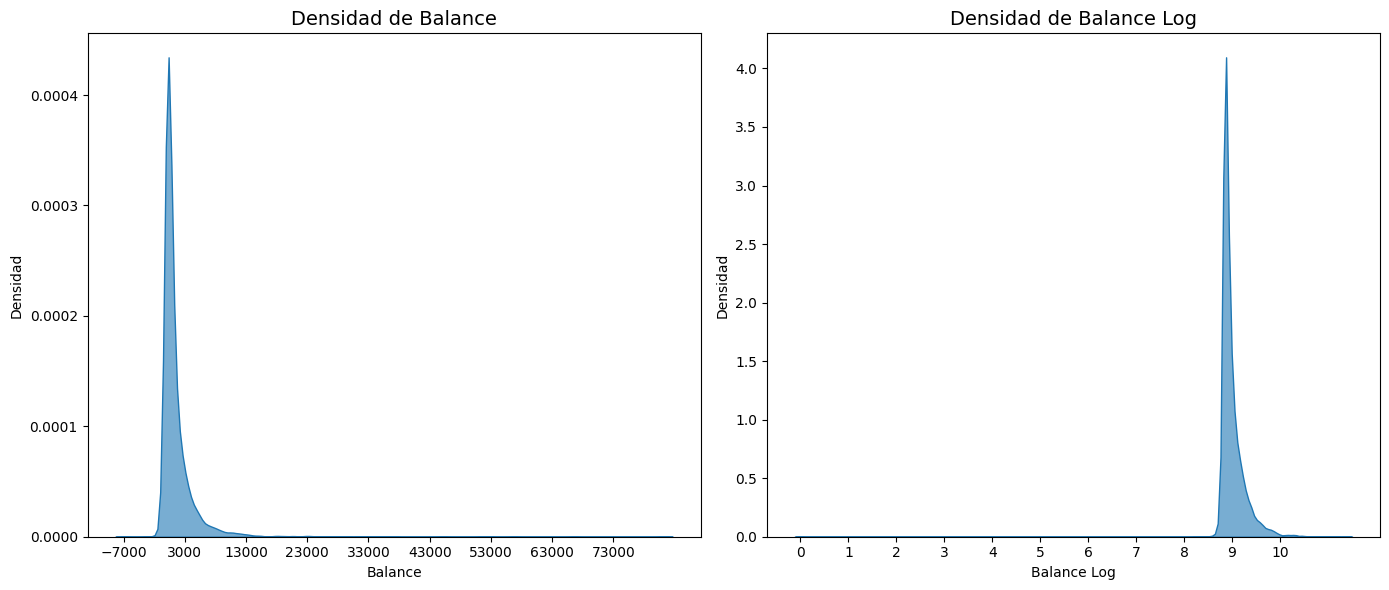 Densidad de Balance
Densidad
0.0004
0.0003
0.0002
0.0001
0.0000
−7000 3000 13000 23000 33000 43000 53000 63000 73000
Balance
Densidad de Balance Log
Densidad
4.0
3.5
3.0
2.5
2.0
1.5
1.0
0.5
0.0
0 1 2 3 4 5 6 7 8 9 10
Balance Log